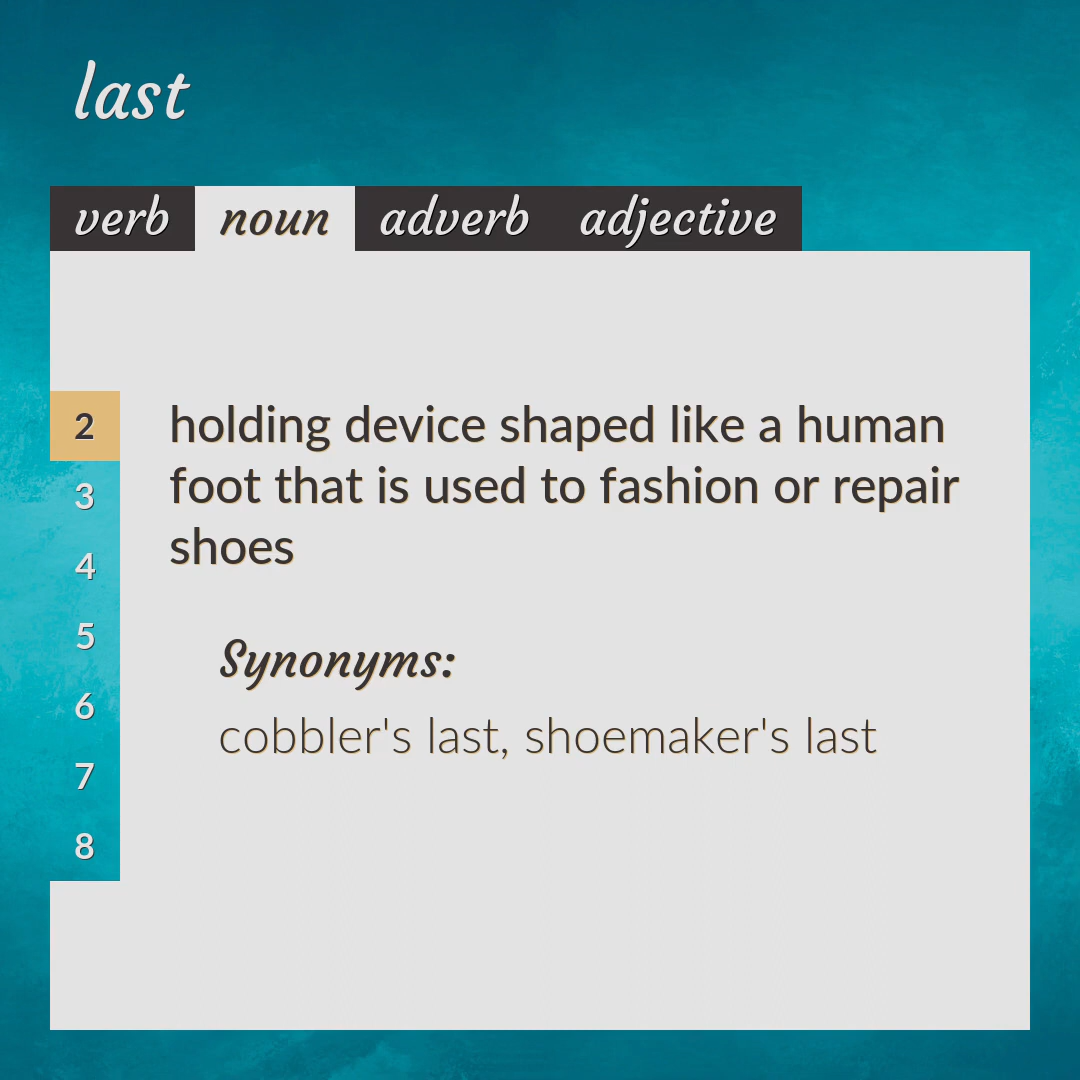 last
verb noun adverb adjective
2
3
4
5
6
7
8
holding device shaped like a human
foot that is used to fashion or repair
shoes
Synonyms:
cobbler's last, shoemaker's last